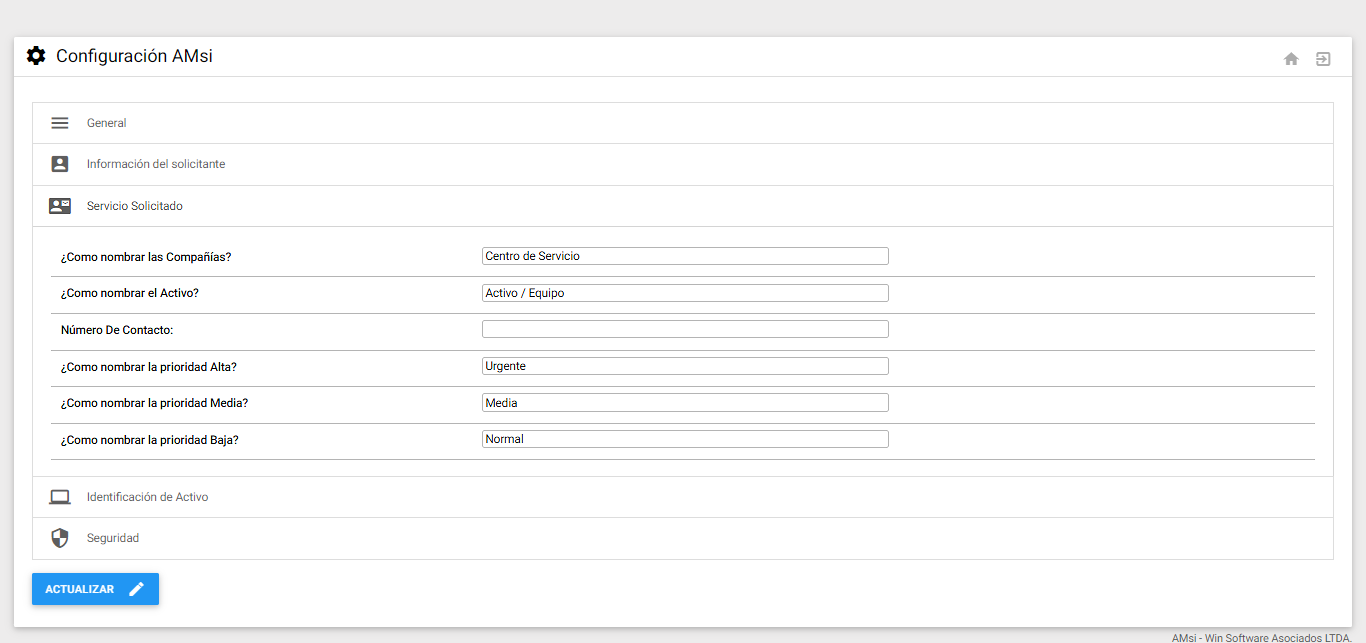 Configuración AMsi
General
Información del solicitante
Servicio Solicitado
¿Como nombrar las Compañías? Centro de Servicio
¿Como nombrar el Activo? Activo / Equipo
Número De Contacto:
¿Como nombrar la prioridad Alta? Urgente
¿Como nombrar la prioridad Media? Media
¿Como nombrar la prioridad Baja? Normal
Identificación de Activo
Seguridad
ACTUALIZAR
AMsi - Win Software Asociados LTDA.